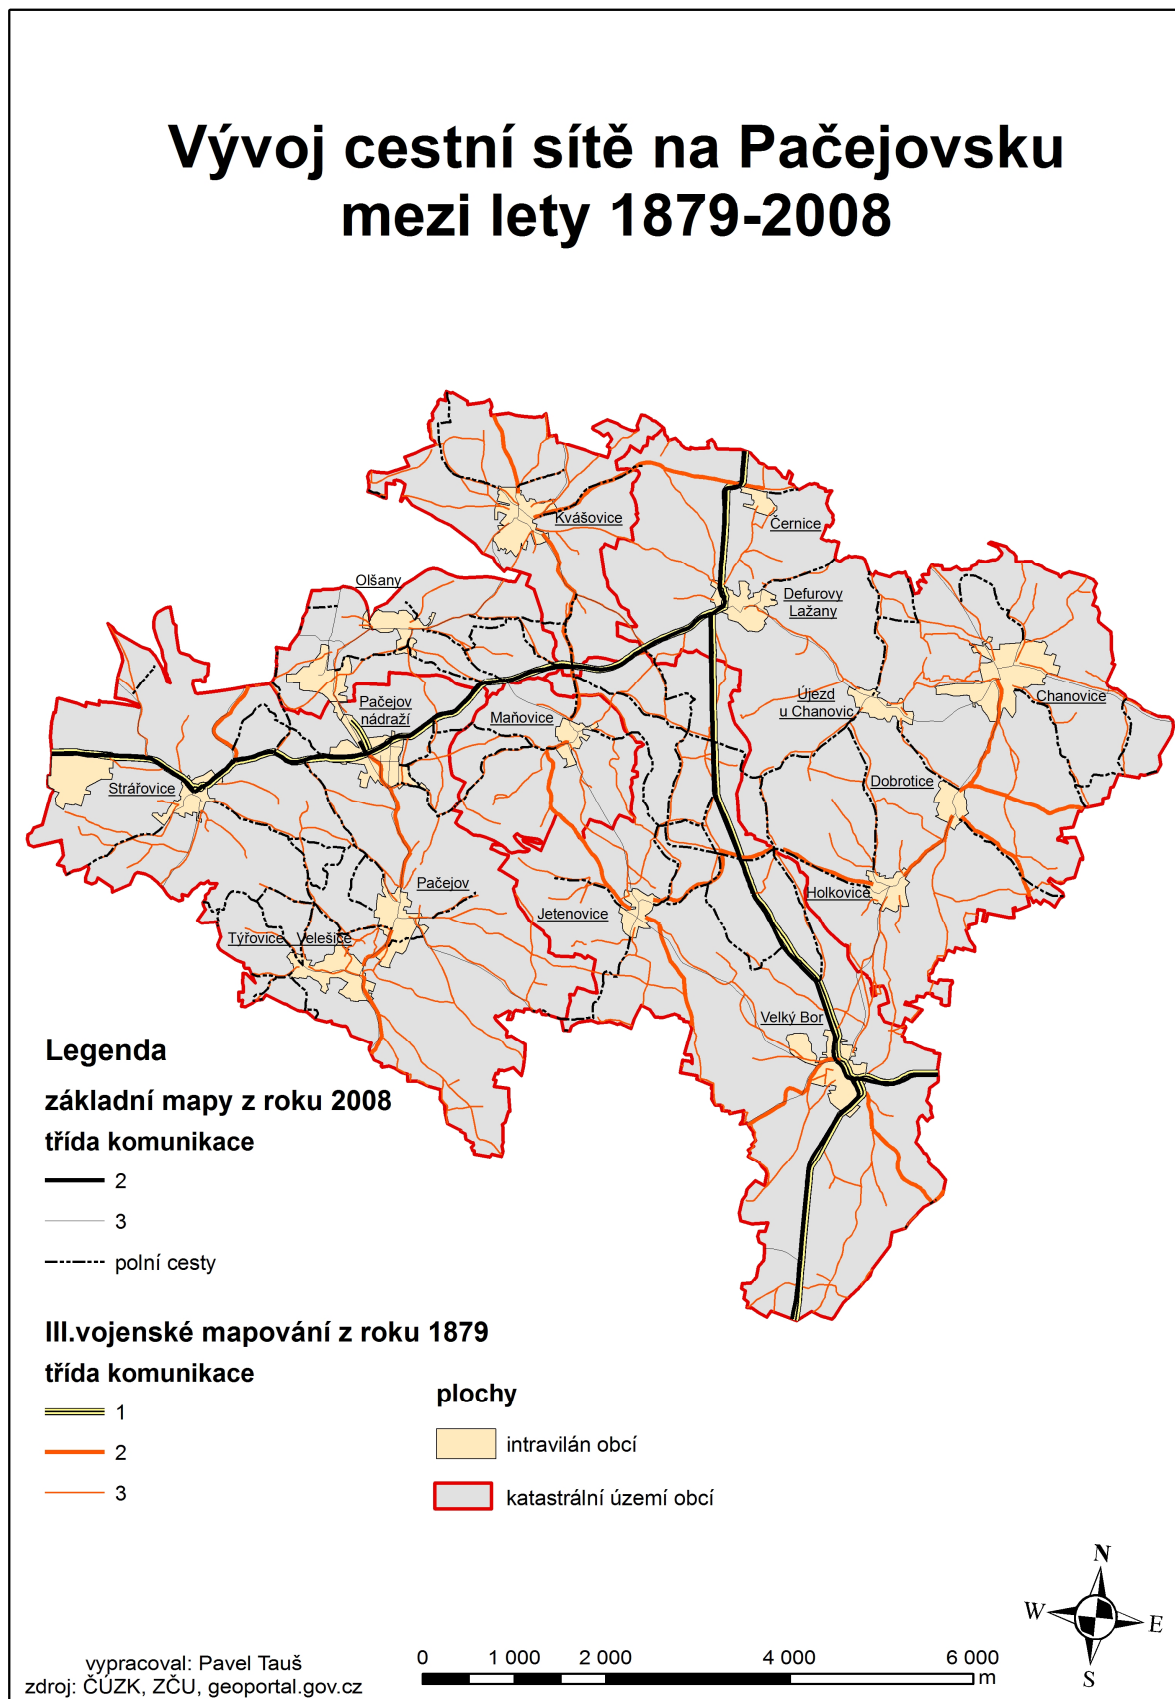 Vývoj cestní sítě na Pačejovsku
mezi lety 1879-2008
Kvášovice
Černice
Olšany
Defurovy
Lažany
Pačejov
nádraží
Maňovice
Újezd
u Chanovic
Chanovice
Strářovice
Dobrotice
Pačejov
Jetenovice
Holkovice
Týřovice
Velešice
Velký Bor
Legenda
základní mapy z roku 2008
třída komunikace
2
3
polní cesty
III.vojenské mapování z roku 1879
třída komunikace
1
2
3
plochy
intravilán obcí
katastrální území obcí
N
W
E
S
vypracoval: Pavel Tauš
zdroj: ČÚZK, ZČU, geoportal.gov.cz
0 1 000 2 000 4 000 6 000
m